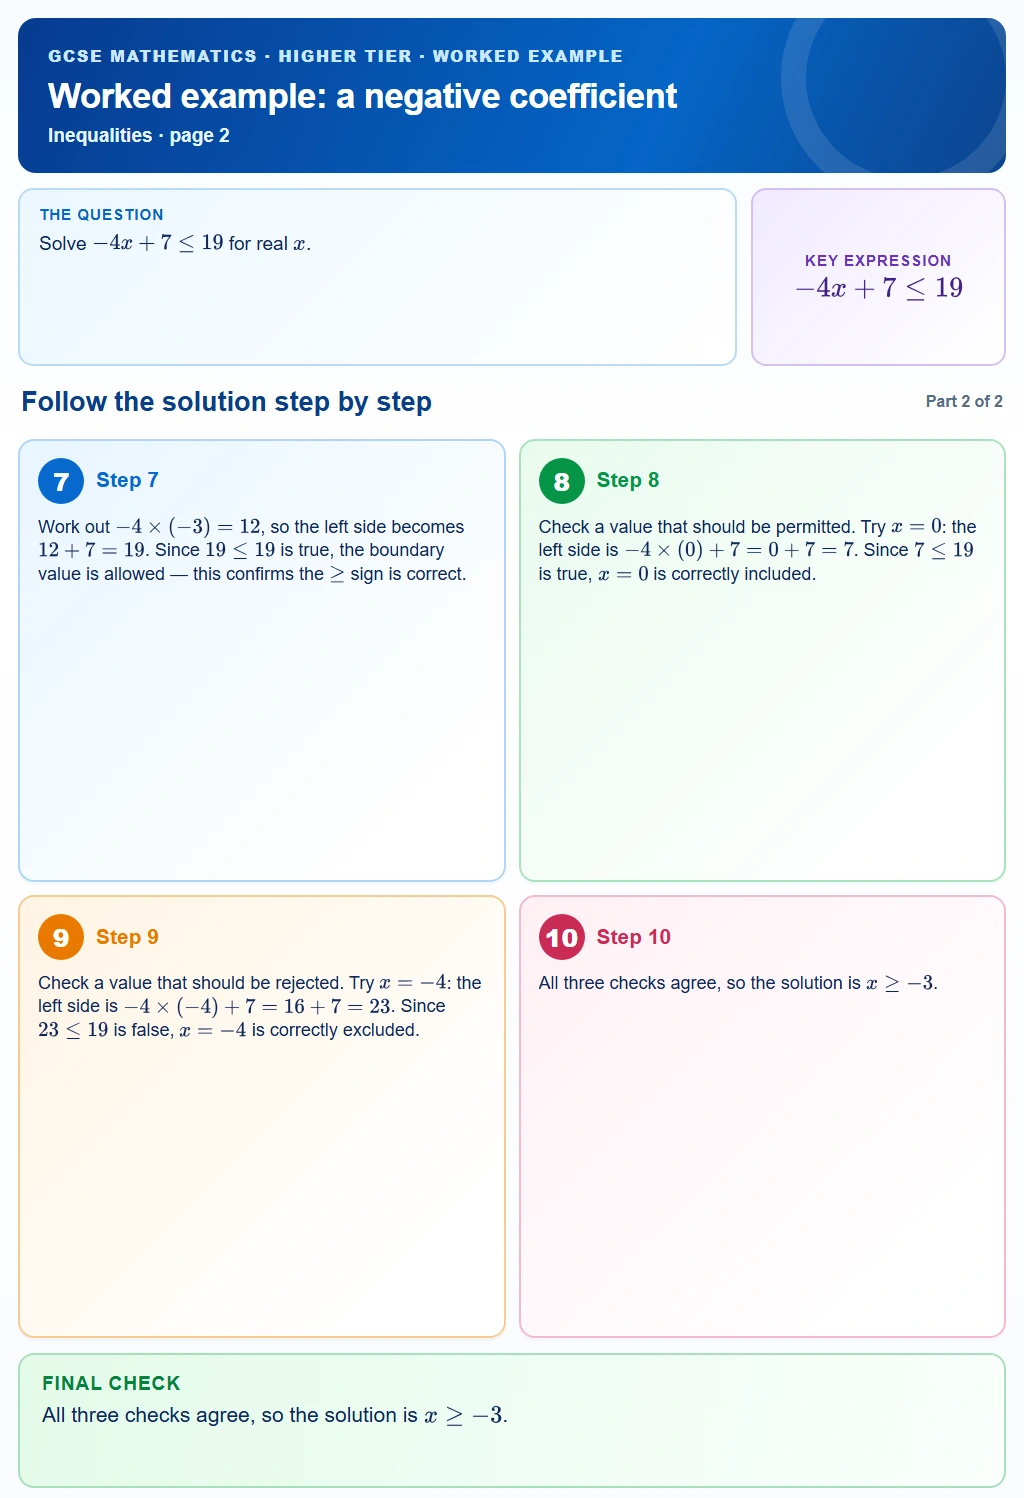 GCSE MATHEMATICS · HIGHER TIER · WORKED EXAMPLE
Worked example: a negative coefficient
Inequalities · page 2
THE QUESTION
Solve −4x + 7 ≤ 19 for real x.
KEY EXPRESSION
−4x + 7 ≤ 19
Follow the solution step by step
Part 2 of 2
7 Step 7
Work out −4 × (−3) = 12, so the left side becomes
12 + 7 = 19. Since 19 ≤ 19 is true, the boundary
value is allowed — this confirms the ≥ sign is correct.
8 Step 8
Check a value that should be permitted. Try x = 0: the
left side is −4 × (0) + 7 = 0 + 7 = 7. Since 7 ≤ 19
is true, x = 0 is correctly included.
9 Step 9
Check a value that should be rejected. Try x = −4: the
left side is −4 × (−4) + 7 = 16 + 7 = 23. Since
23 ≤ 19 is false, x = −4 is correctly excluded.
10 Step 10
All three checks agree, so the solution is x ≥ −3.
FINAL CHECK
All three checks agree, so the solution is x ≥ −3.